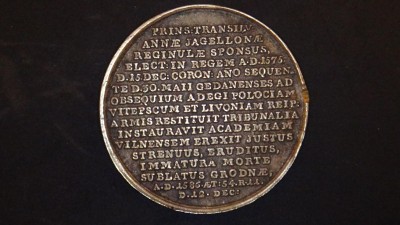 PRINS: TRANSIL:
ANNÆ JAGELLONÆ
REGINULÆ SPONSUS,
ELECT: IN REGEM A.D. 1575.
D. 15. DEC: CORON: ANO SEQUEN-
TE D. 30. MAII GEDANENSES AD
OBSEQUIUM ADEGI POLOCIAM
VITEPSCUM ET LIVONIAM REIP.
ARMIS RESTITUIT TRIBUNALIA
INSTAURAVIT ACADEMIAM
VILNENSEM EREXIT JUSTUS
STRENUUS, ERUDITUS,
IMMATURA MORTE
SUBLATUS GRODNÆ,
A.D. 1586. ÆT: 54. R. 11.
D. 12. DEC: